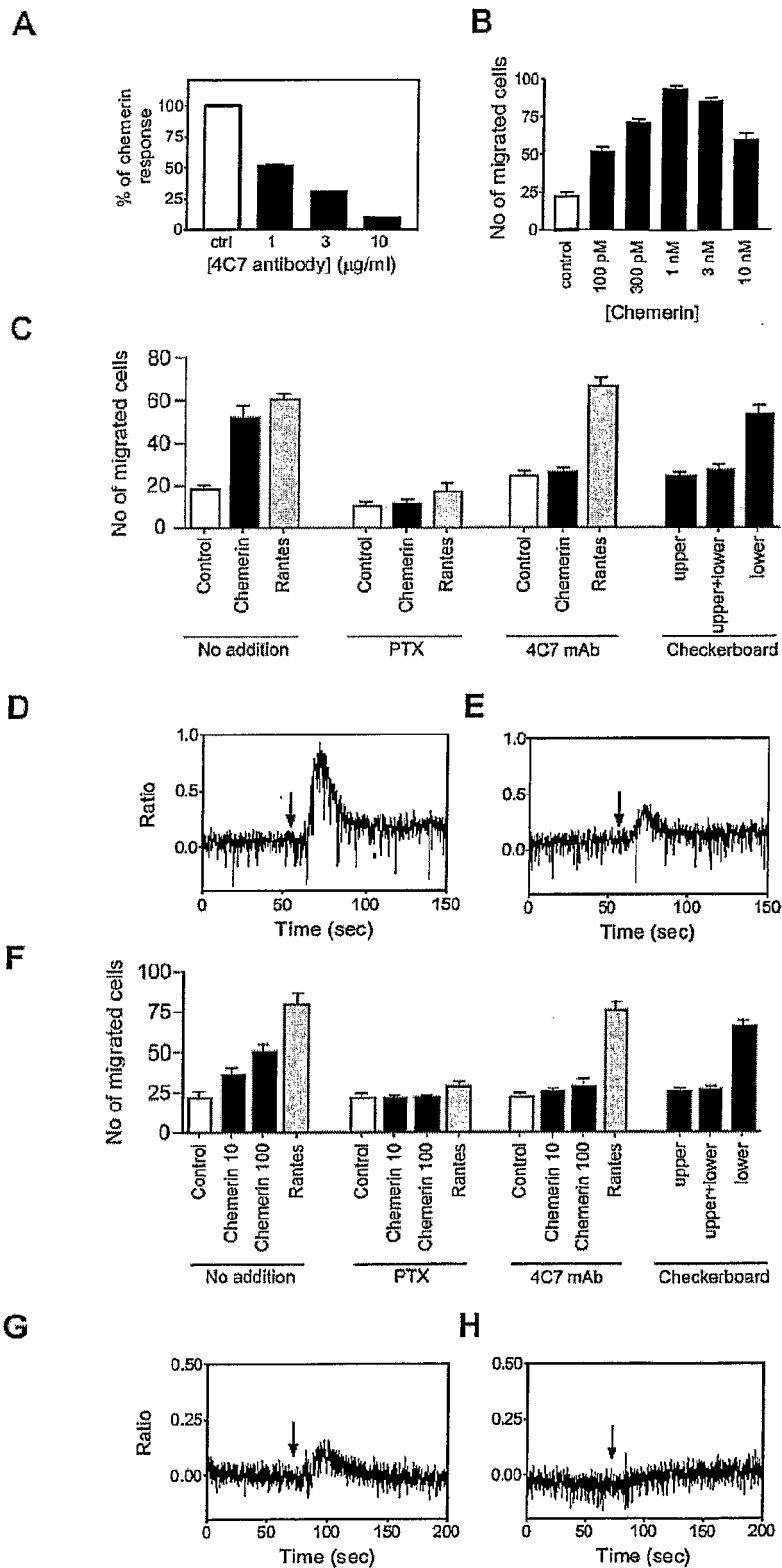 A
B
% of chemerin
response
100
75
50
25
0
ctrl 1 3 10
[4C7 antibody] (µg/ml)
No of migrated cells
100
75
50
25
0
control
100 pM
300 pM
1 nM
3 nM
10 nM
[Chemerin]
C
No of migrated cells
80
60
40
20
0
Control
Chemerin
Rantes
Control
Chemerin
Rantes
Control
Chemerin
Rantes
upper
upper+lower
lower
No addition PTX 4C7 mAb Checkerboard
D
E
Ratio
1.0
0.5
0.0
0 50 100 150
Time (sec)
1.0
0.5
0.0
0 50 100 150
Time (sec)
F
No of migrated cells
100
75
50
25
0
Control
Chemerin 10
Chemerin 100
Rantes
Control
Chemerin 10
Chemerin 100
Rantes
Control
Chemerin 10
Chemerin 100
Rantes
upper
upper+lower
lower
No addition PTX 4C7 mAb Checkerboard
G
H
Ratio
0.50
0.25
0.00
0 50 100 150 200
Time (sec)
0.50
0.25
0.00
0 50 100 150 200
Time (sec)